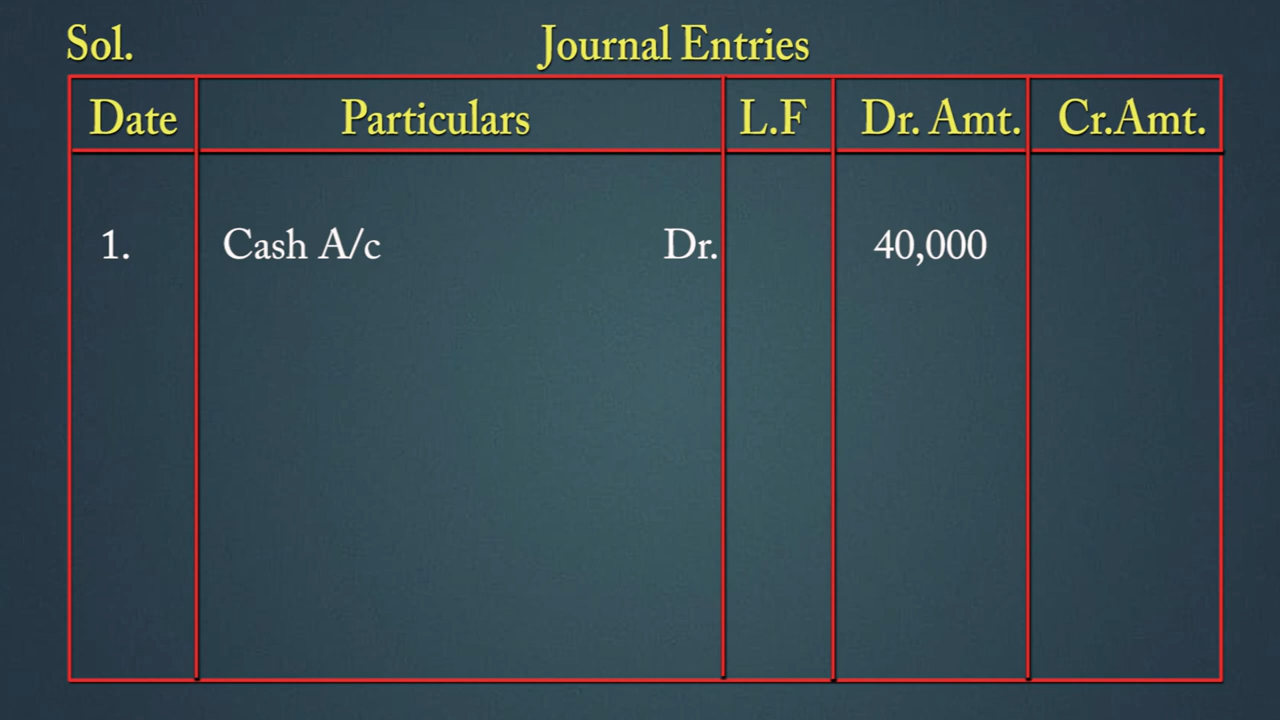 Sol. Journal Entries
Date Particulars L.F Dr. Amt. Cr.Amt.
1. Cash A/c Dr. 40,000